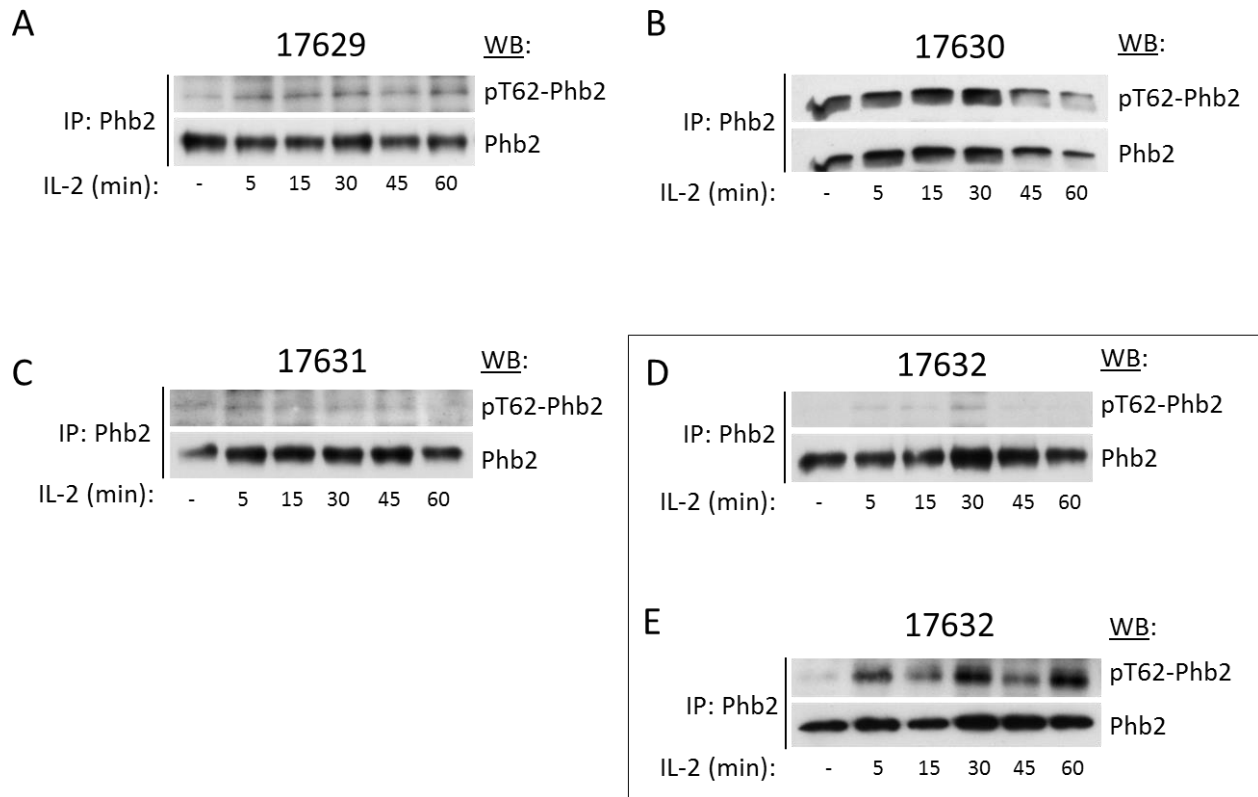 A
17629
WB:
IP: Phb2
pT62-Phb2
Phb2
IL-2 (min): - 5 15 30 45 60
B
17630
WB:
IP: Phb2
pT62-Phb2
Phb2
IL-2 (min): - 5 15 30 45 60
C
17631
WB:
IP: Phb2
pT62-Phb2
Phb2
IL-2 (min): - 5 15 30 45 60
D
17632
WB:
IP: Phb2
pT62-Phb2
Phb2
IL-2 (min): - 5 15 30 45 60
E
17632
WB:
IP: Phb2
pT62-Phb2
Phb2
IL-2 (min): - 5 15 30 45 60